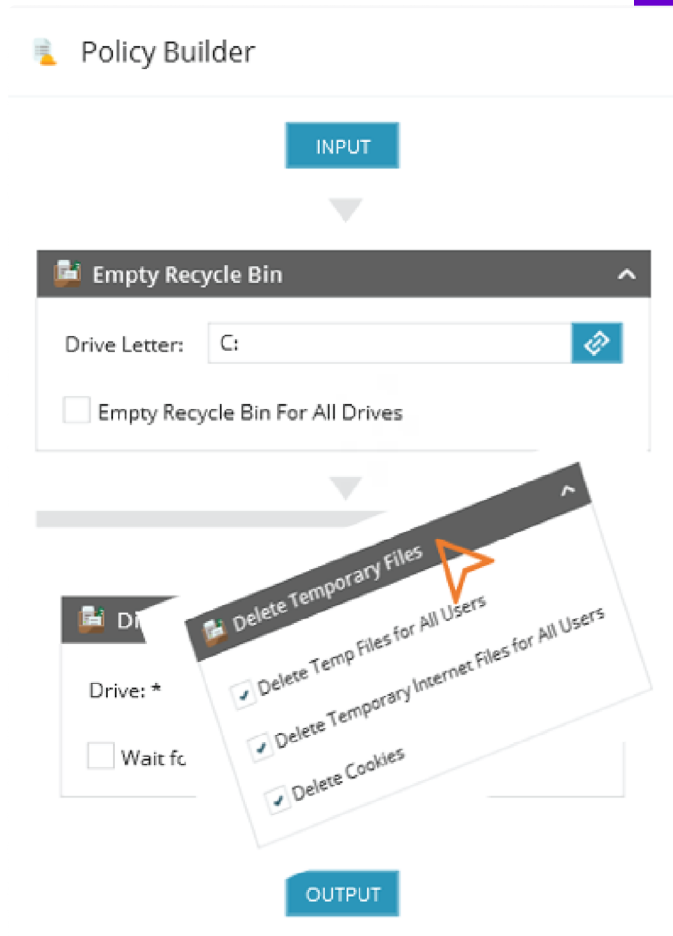 Policy Builder
INPUT
Empty Recycle Bin
Drive Letter: C:
Empty Recycle Bin For All Drives
Delete Temporary Files
Delete Temp Files for All Users
Delete Temporary Internet Files for All Users
Delete Cookies
Drive: *
Wait
OUTPUT